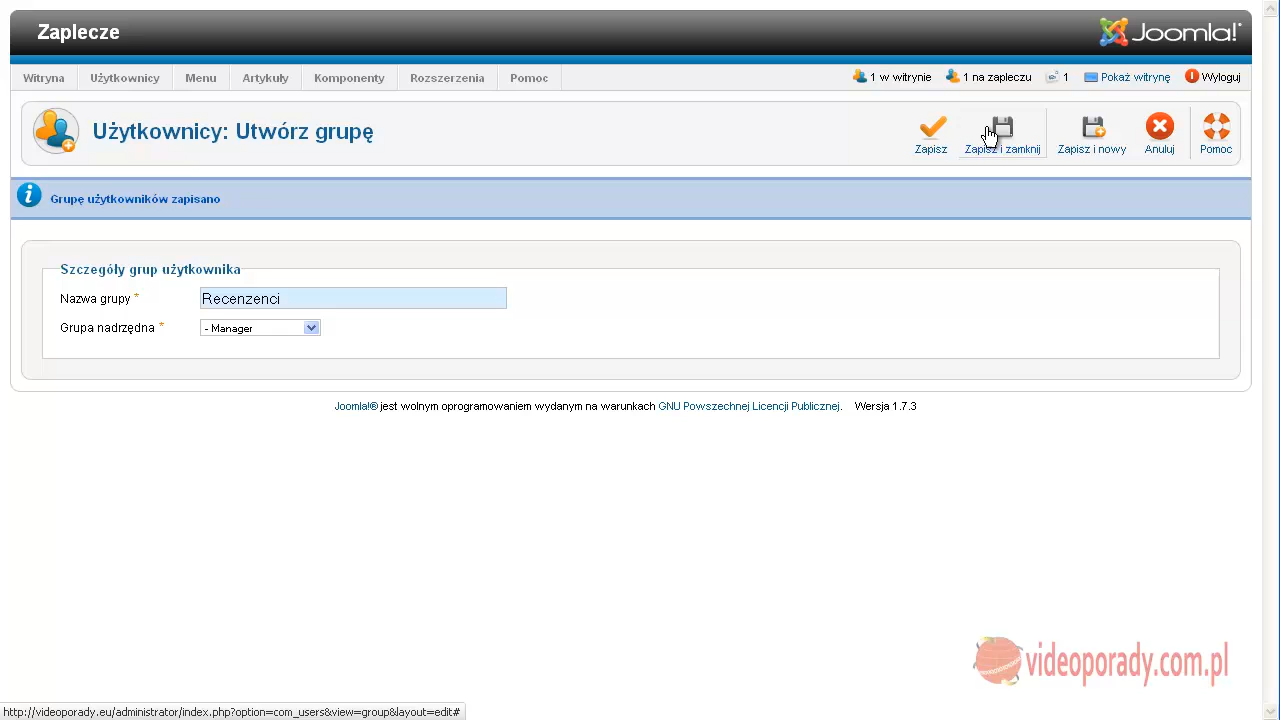 Zaplecze
Joomla!
Witryna Użytkownicy Menu Artykuły Komponenty Rozszerzenia Pomoc 1 w witrynie 1 na zapleczu 1 Pokaż witrynę Wyloguj
Użytkownicy: Utwórz grupę
Zapisz Zapisz i zamknij Zapisz i nowy Anuluj Pomoc
Grupę użytkowników zapisano
Szczegóły grup użytkownika
Nazwa grupy * Recenzenci
Grupa nadrzędna * - Manager
Joomla!® jest wolnym oprogramowaniem wydanym na warunkach GNU Powszechnej Licencji Publicznej. Wersja 1.7.3
videoporady.com.pl
http://videoporady.eu/administrator/index.php?option=com_users&view=group&layout=edit#